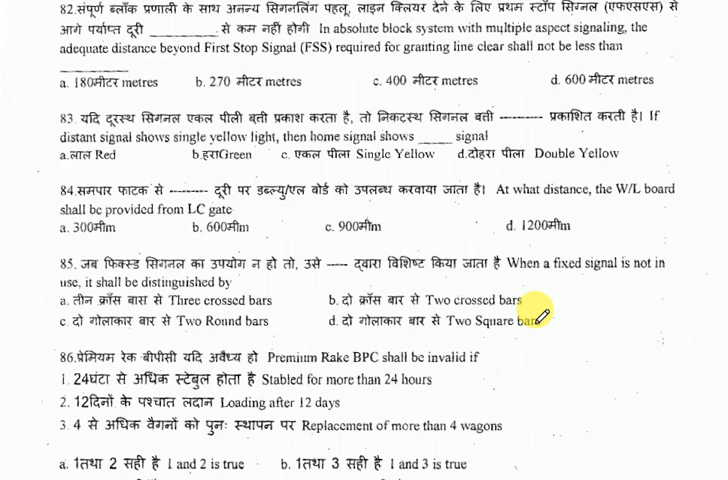 82.संपूर्ण ब्लॉक प्रणाली के साथ अनन्य सिगनलिंग पहलू, लाइन क्लियर देने के लिए प्रथम स्टॉप सिग्नल (एफएसएस) से
आगे पर्याप्त दूरी __________ से कम नहीं होगी In absolute block system with multiple aspect signaling, the
adequate distance beyond First Stop Signal (FSS) required for granting line clear shall not be less than
__________
a. 180मीटर metres b. 270 मीटर metres c. 400 मीटर metres d. 600 मीटर metres
83. यदि दूरस्थ सिगनल एकल पीली बत्ती प्रकाश करता है, तो निकटस्थ सिगनल बत्ती ---------- प्रकाशित करती है। If
distant signal shows single yellow light, then home signal shows _____ signal
a.लाल Red b.हराGreen c. एकल पीला Single Yellow d.दोहरा पीला Double Yellow
84.समपार फाटक से --------- दूरी पर डब्ल्यु/एल बोर्ड को उपलब्ध करवाया जाता है। At what distance, the W/L board
shall be provided from LC gate
a. 300मीm b. 600मीm c. 900मीm d. 1200मीm
85. जब फिक्स्ड सिगनल का उपयोग न हो तो, उसे ----- द्वारा विशिष्ट किया जाता है When a fixed signal is not in
use, it shall be distinguished by
a. तीन क्रॉस बास से Three crossed bars b. दो क्रॉस बार से Two crossed bars
c. दो गोलाकार बार से Two Round bars d. दो गोलाकार बार से Two Square bars
86.प्रेमियम रेक बीपीसी यदि अवैध्य हो Premium Rake BPC shall be invalid if
1. 24घंटा से अधिक स्टेबुल होता है Stabled for more than 24 hours
2. 12दिनों के पश्चात लदान Loading after 12 days
3. 4 से अधिक वैगनों को पुनः स्थापन पर Replacement of more than 4 wagons
a. 1तथा 2 सही है 1 and 2 is true b. 1तथा 3 सही है 1 and 3 is true